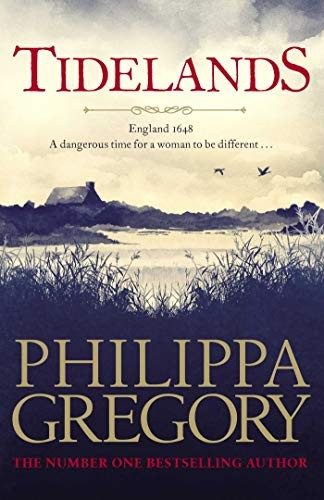 TIDELANDS
England 1648
A dangerous time for a woman to be different . . .
PHILIPPA
GREGORY
THE NUMBER ONE BESTSELLING AUTHOR